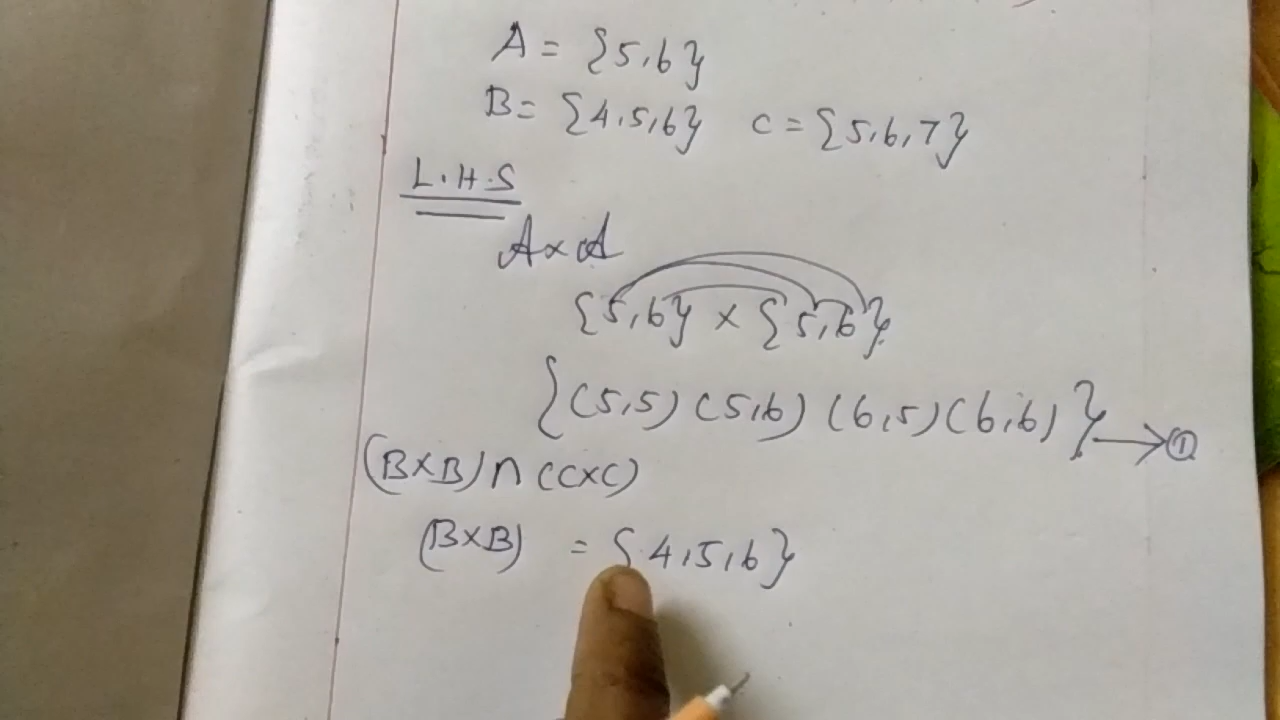 A = {5,6}
B = {4,5,6} C = {5,6,7}
L.H.S
A×A
{5,6} × {5,6}
{(5,5) (5,6) (6,5) (6,6)} → ①
(B×B) ∩ (C×C)
(B×B) = {4,5,6}